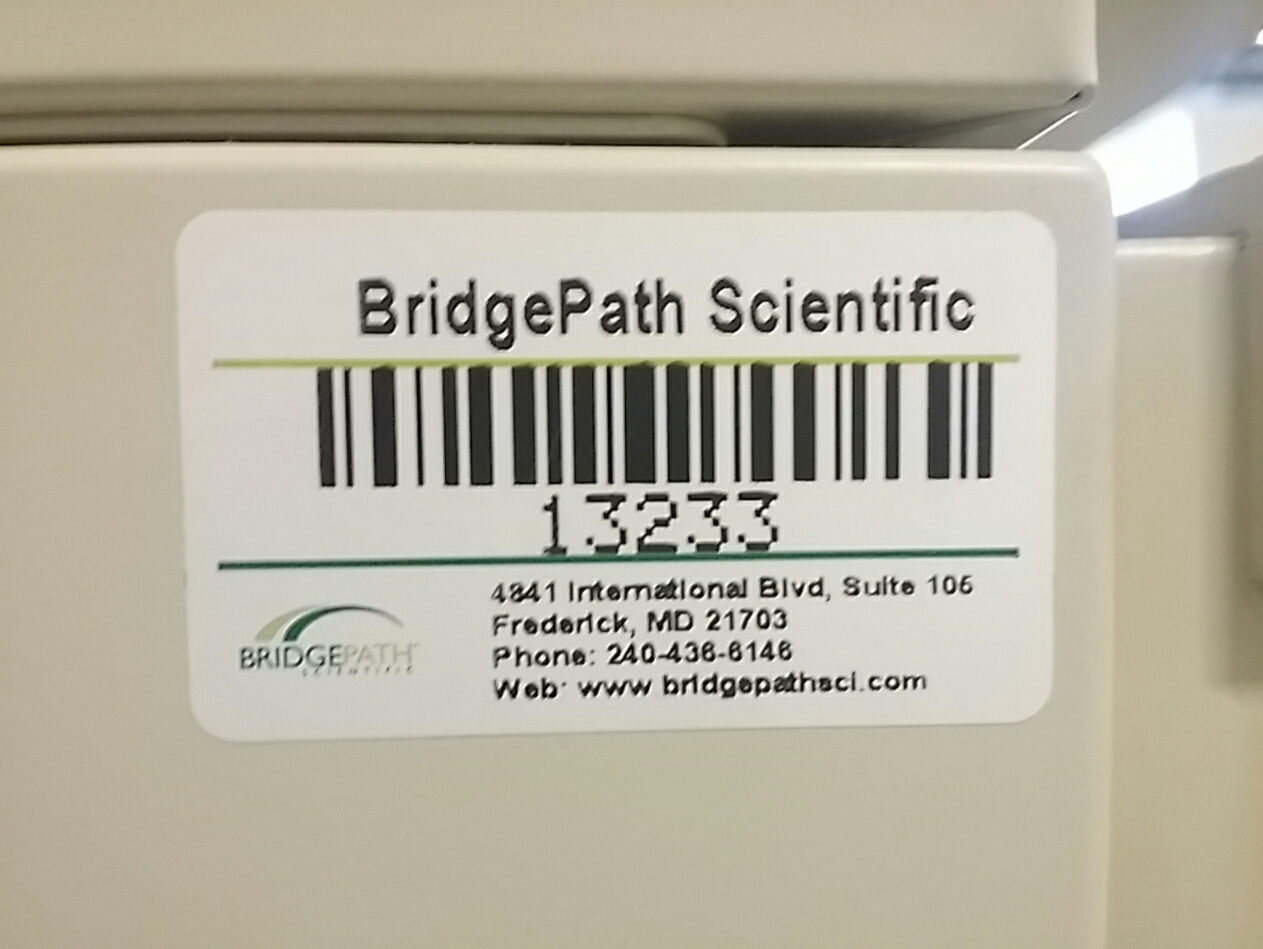 BridgePath Scientific
13233
4841 International Blvd, Suite 105
Frederick, MD 21703
Phone: 240-436-6146
Web: www bridgepathsci.com
BRIDGEPATH
SCIENTIFIC